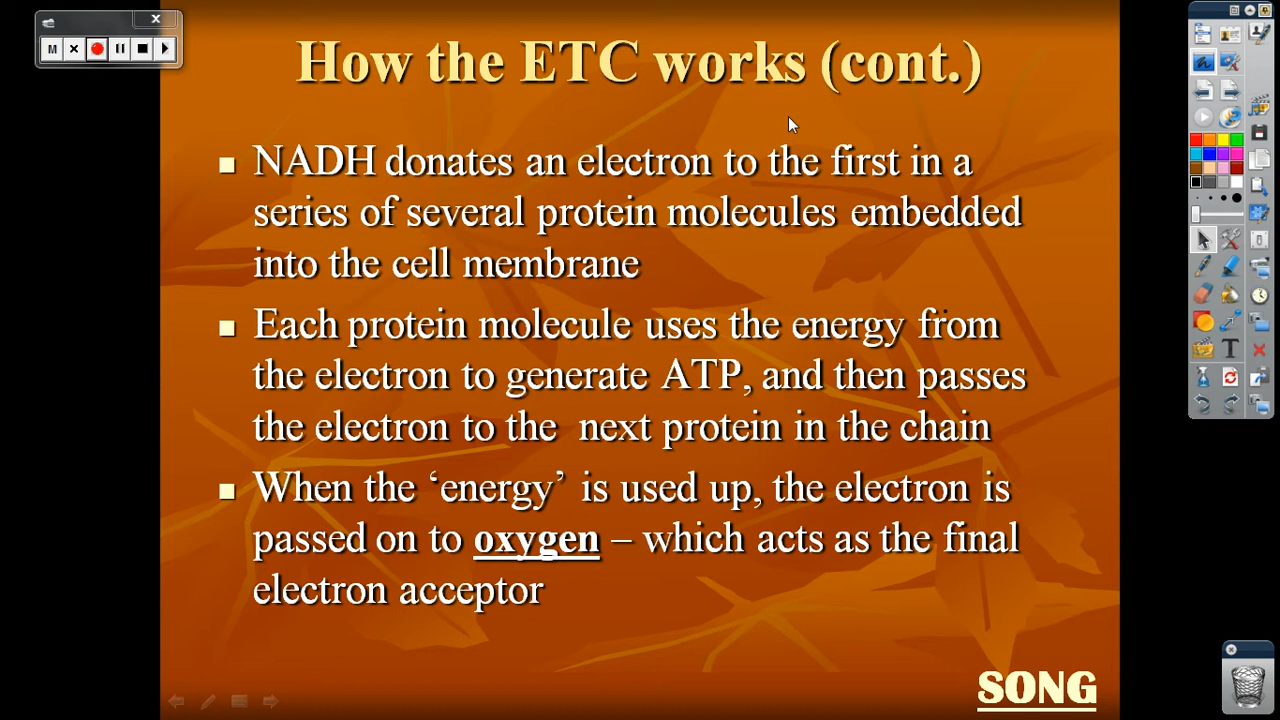 M
How the ETC works (cont.)
NADH donates an electron to the first in a
series of several protein molecules embedded
into the cell membrane
Each protein molecule uses the energy from
the electron to generate ATP, and then passes
the electron to the next protein in the chain
When the ‘energy’ is used up, the electron is
passed on to oxygen – which acts as the final
electron acceptor
SONG